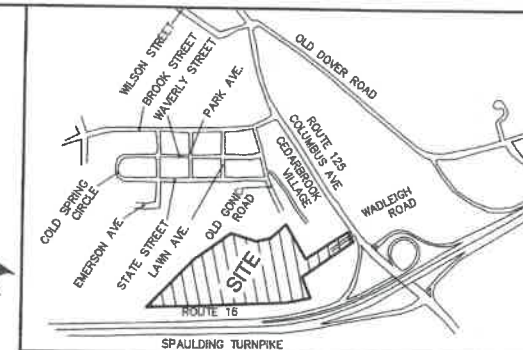 WILSON STREET
BROOK STREET
WAVERLY STREET
PARK AVE.
OLD DOVER ROAD
ROUTE 125
COLUMBUS AVE
CEDARBROOK
VILLAGE
WADLEIGH
ROAD
COLD SPRING
CIRCLE
EMERSON AVE.
STATE STREET
LAWN AVE.
OLD GONIC
ROAD
SITE
ROUTE 16
SPAULDING TURNPIKE